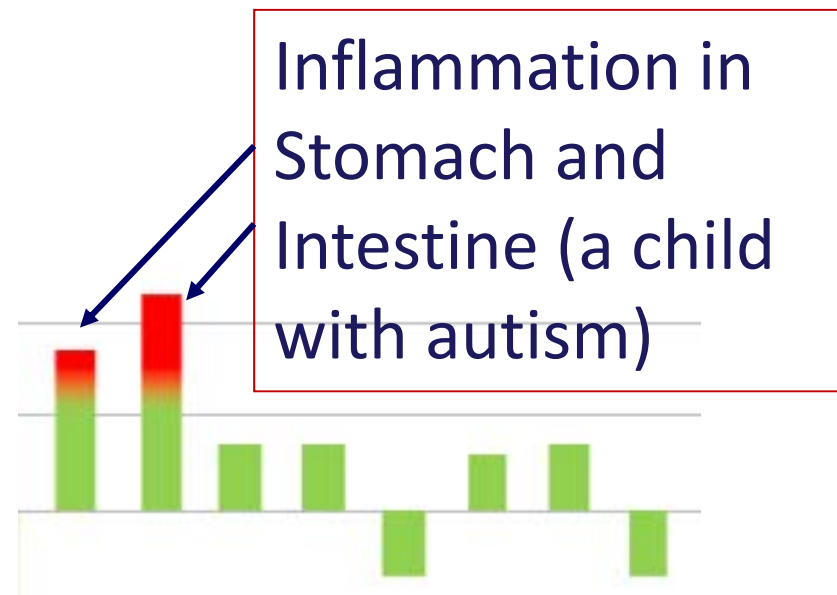 Inflammation in
Stomach and
Intestine (a child
with autism)